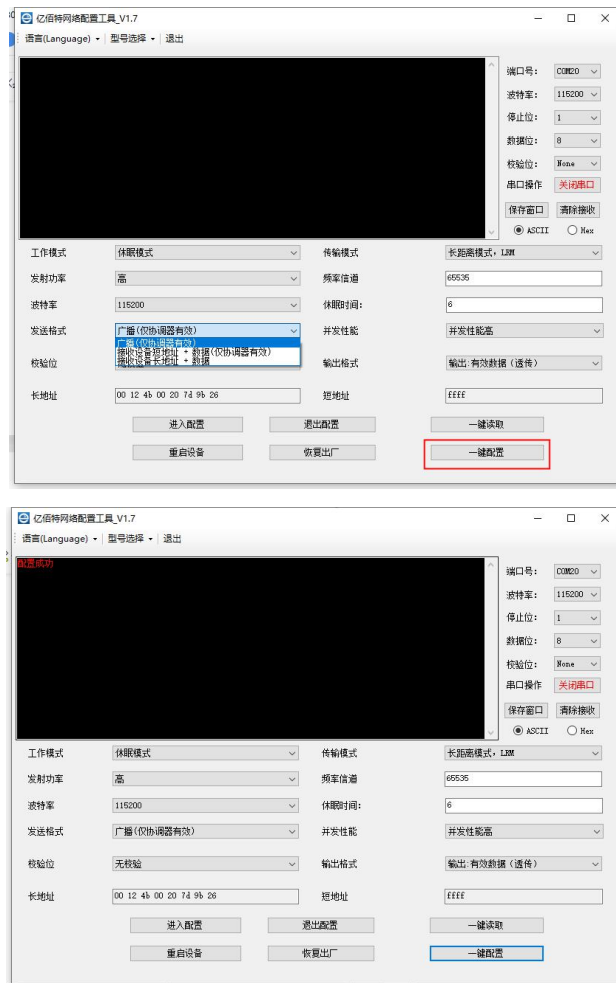 亿佰特网络配置工具_V1.7
语言(Language) 型号选择 退出
端口号: COM20
波特率: 115200
停止位: 1
数据位: 8
校验位: None
串口操作 关闭串口
保存窗口 清除接收
ASCII Hex
工作模式 休眠模式 传输模式 长距离模式，LRM
发射功率 高 频率信道 65535
波特率 115200 休眠时间: 6
发送格式 广播(仅协调器有效) 并发性能 并发性能高
广播(仅协调器有效)
接收设备短地址 + 数据(仅协调器有效)
接收设备长地址 + 数据
校验位 输出格式 输出:有效数据（透传）
长地址 00 12 4b 00 20 7d 9b 26 短地址 ffff
进入配置 退出配置 一键读取
重启设备 恢复出厂 一键配置
亿佰特网络配置工具_V1.7
语言(Language) 型号选择 退出
配置成功
端口号: COM20
波特率: 115200
停止位: 1
数据位: 8
校验位: None
串口操作 关闭串口
保存窗口 清除接收
ASCII Hex
工作模式 休眠模式 传输模式 长距离模式，LRM
发射功率 高 频率信道 65535
波特率 115200 休眠时间: 6
发送格式 广播(仅协调器有效) 并发性能 并发性能高
校验位 无校验 输出格式 输出:有效数据（透传）
长地址 00 12 4b 00 20 7d 9b 26 短地址 ffff
进入配置 退出配置 一键读取
重启设备 恢复出厂 一键配置